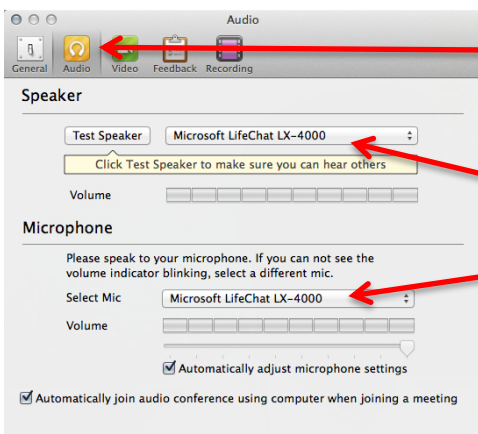 Audio
General Audio Video Feedback Recording
Speaker
Test Speaker Microsoft LifeChat LX-4000
Click Test Speaker to make sure you can hear others
Volume
Microphone
Please speak to your microphone. If you can not see the
volume indicator blinking, select a different mic.
Select Mic Microsoft LifeChat LX-4000
Volume
Automatically adjust microphone settings
Automatically join audio conference using computer when joining a meeting